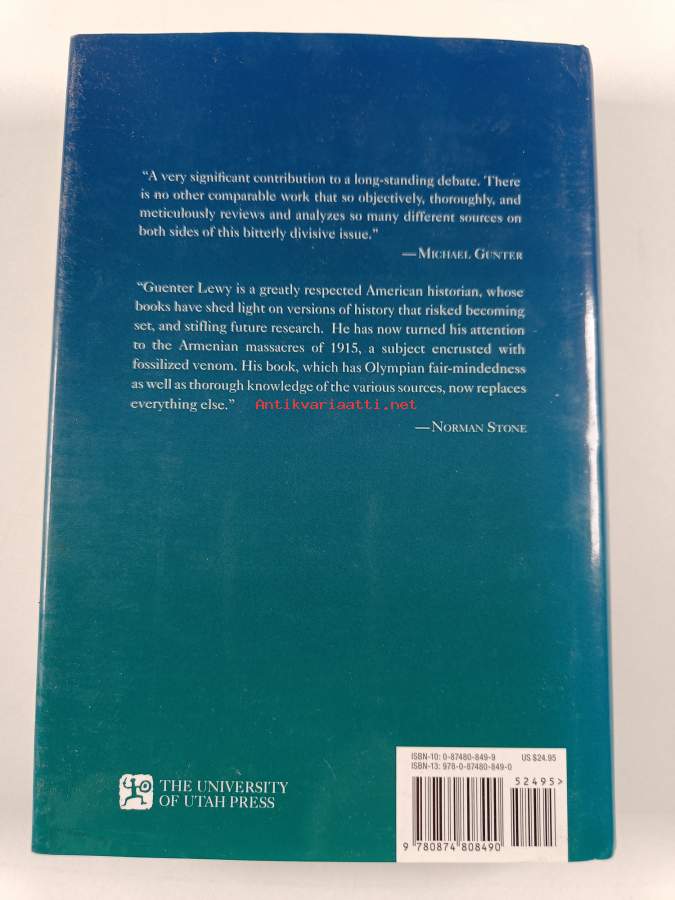 “A very significant contribution to a long-standing debate. There
is no other comparable work that so objectively, thoroughly, and
meticulously reviews and analyzes so many different sources on
both sides of this bitterly divisive issue.”
—MICHAEL GUNTER
“Guenter Lewy is a greatly respected American historian, whose
books have shed light on versions of history that risked becoming
set, and stifling future research. He has now turned his attention
to the Armenian massacres of 1915, a subject encrusted with
fossilized venom. His book, which has Olympian fair-mindedness
as well as thorough knowledge of the various sources, now replaces
everything else.” Antikvariaatti.net
—NORMAN STONE
THE UNIVERSITY
OF UTAH PRESS
ISBN-10: 0-87480-849-9 US $24.95
ISBN-13: 978-0-87480-849-0
52495>
9 780874 808490